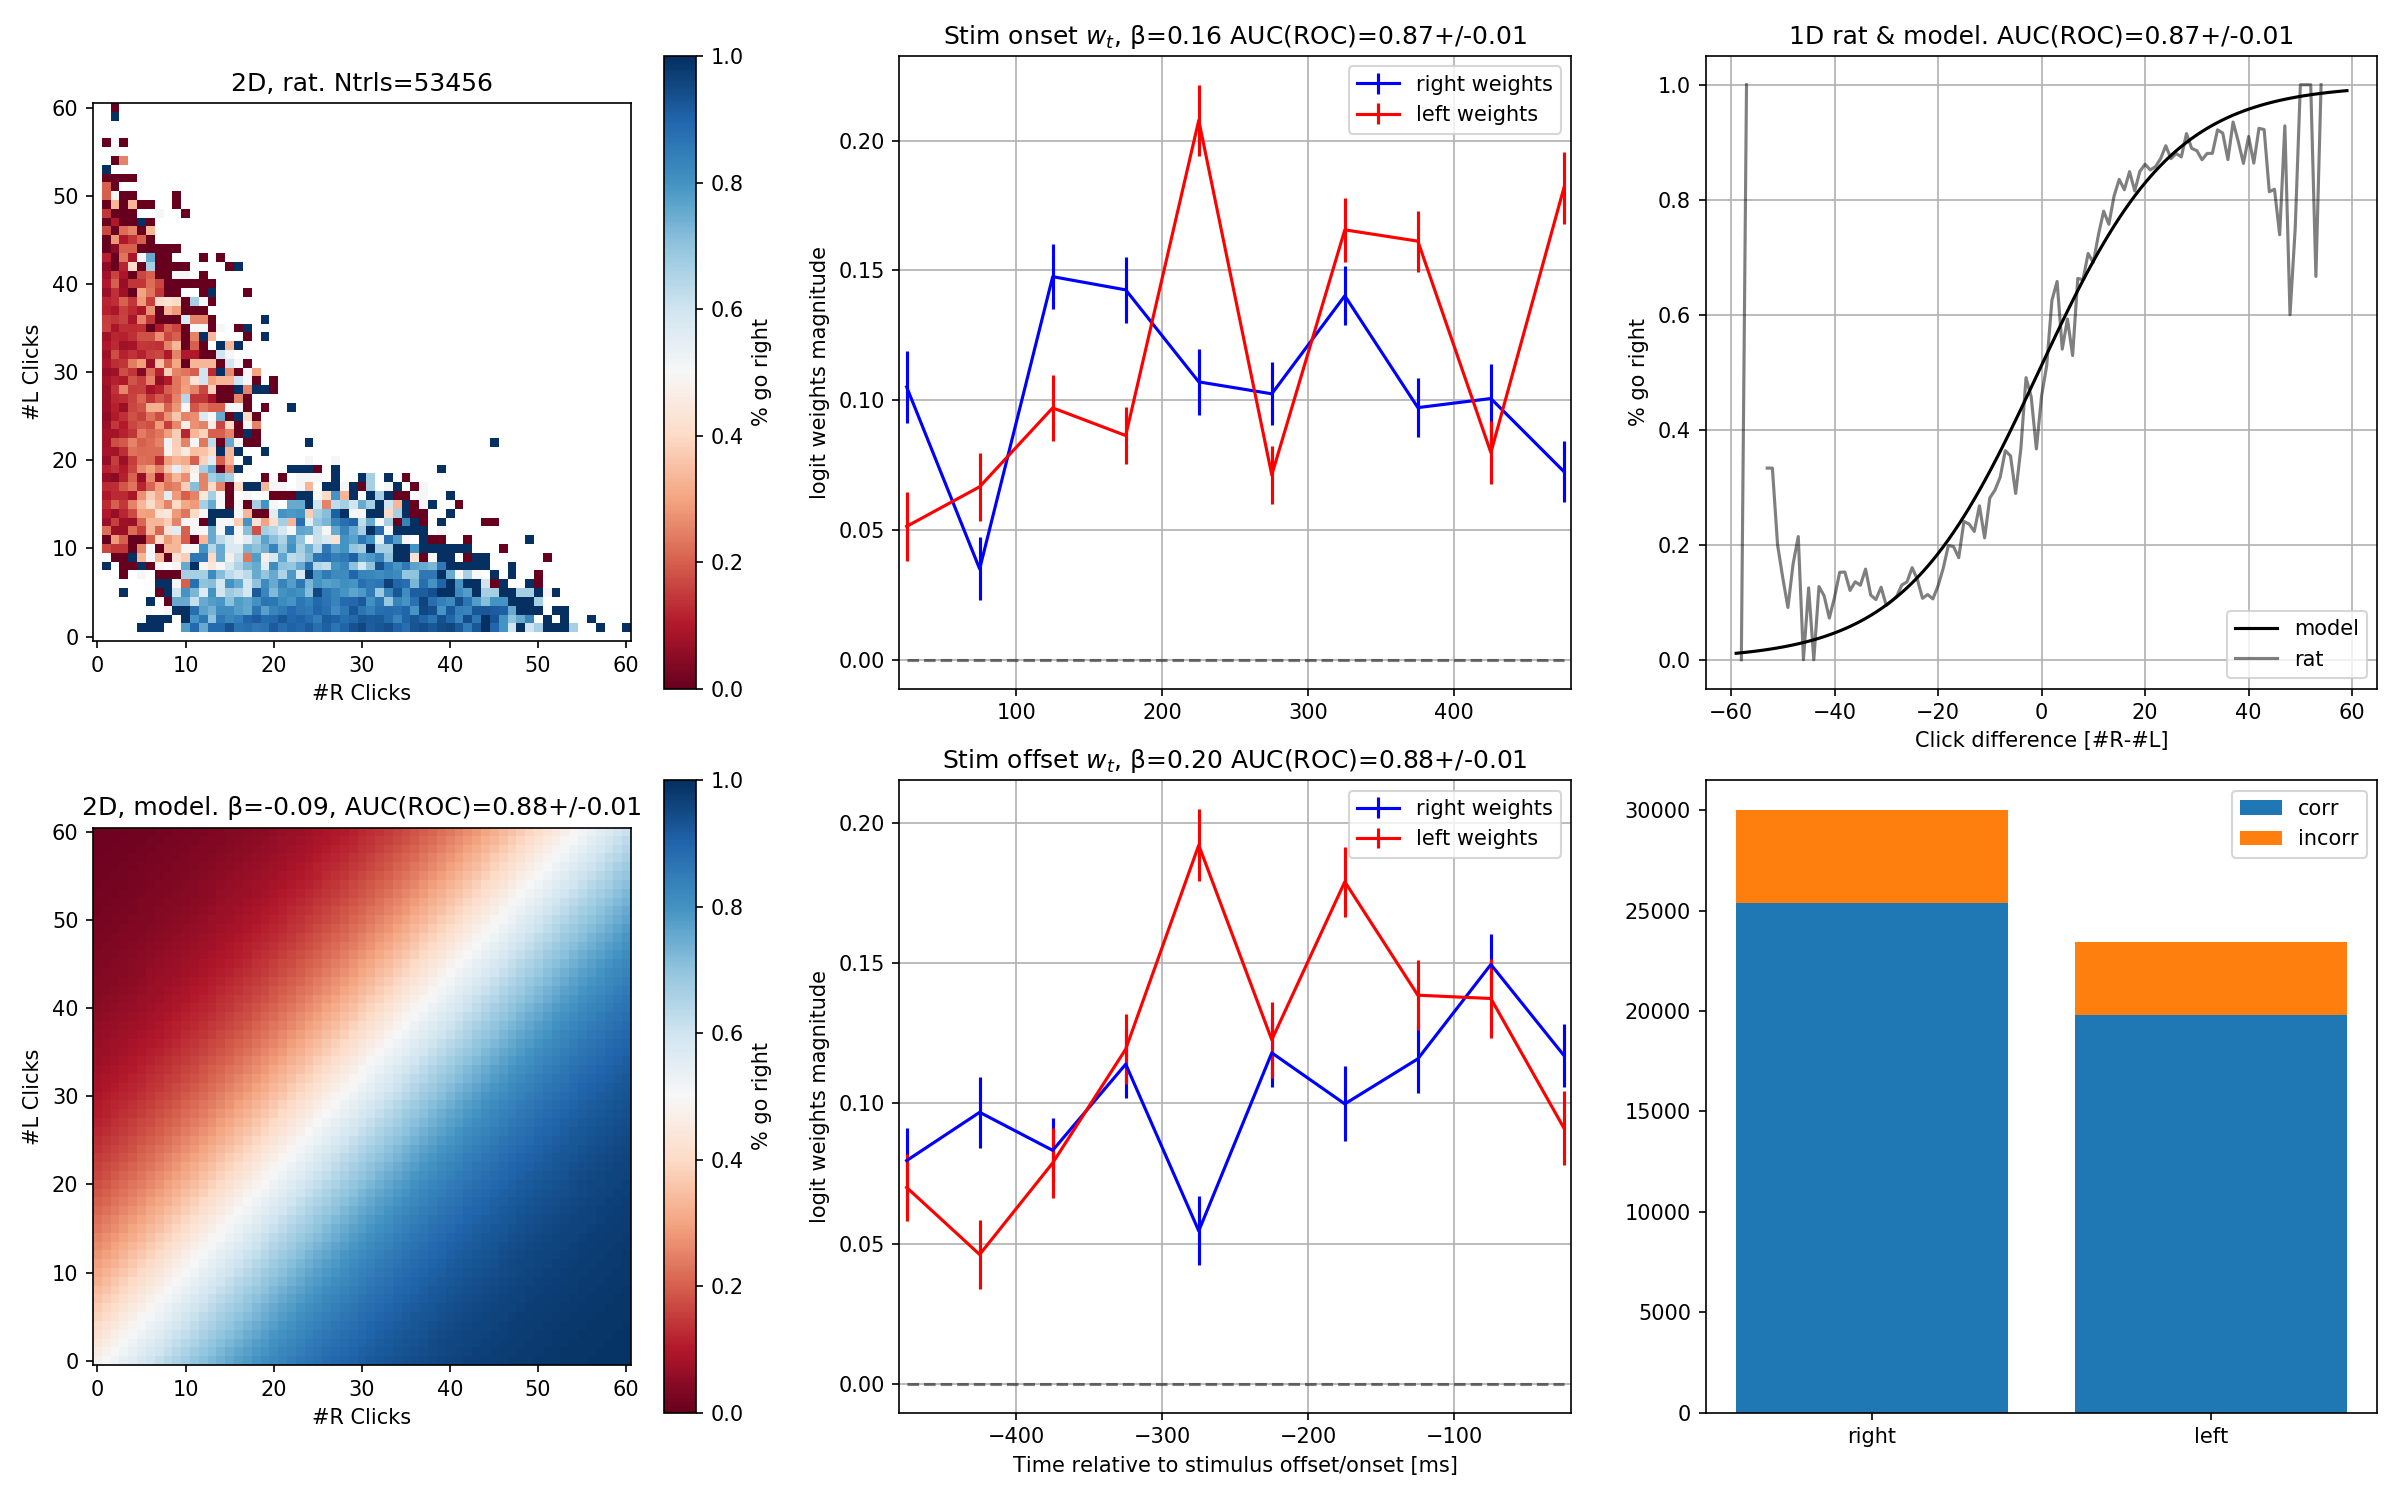 2D, rat. Ntrls=53456
60
50
40
30
20
10
0
#L Clicks
0 10 20 30 40 50 60
#R Clicks
1.0
0.8
0.6
0.4
0.2
0.0
% go right
Stim onset wₜ, β=0.16 AUC(ROC)=0.87+/-0.01
right weights
left weights
0.20
0.15
0.10
0.05
0.00
logit weights magnitude
100 200 300 400
1D rat & model. AUC(ROC)=0.87+/-0.01
1.0
0.8
0.6
0.4
0.2
0.0
% go right
model
rat
−60 −40 −20 0 20 40 60
Click difference [#R-#L]
2D, model. β=-0.09, AUC(ROC)=0.88+/-0.01
60
50
40
30
20
10
0
#L Clicks
0 10 20 30 40 50 60
#R Clicks
1.0
0.8
0.6
0.4
0.2
0.0
% go right
Stim offset wₜ, β=0.20 AUC(ROC)=0.88+/-0.01
right weights
left weights
0.20
0.15
0.10
0.05
0.00
logit weights magnitude
−400 −300 −200 −100
Time relative to stimulus offset/onset [ms]
corr
incorr
30000
25000
20000
15000
10000
5000
0
right left